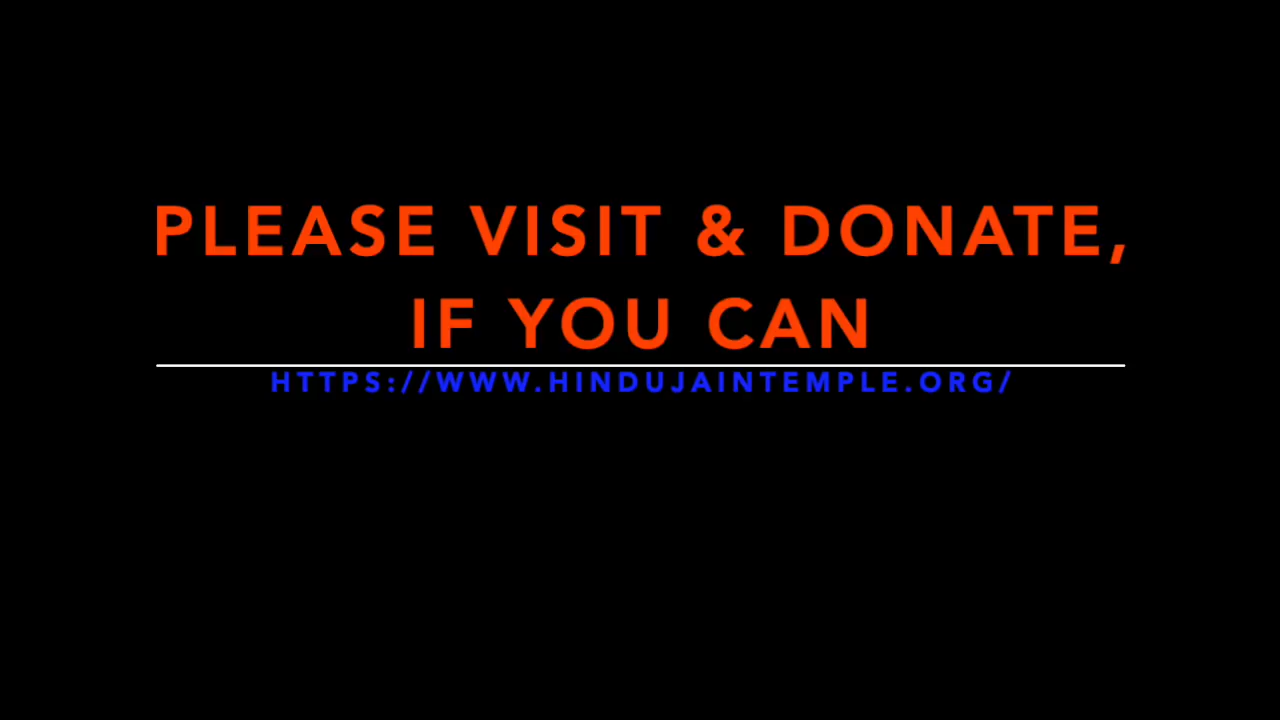 PLEASE VISIT & DONATE,
IF YOU CAN
HTTPS://WWW.HINDUJAINTEMPLE.ORG/